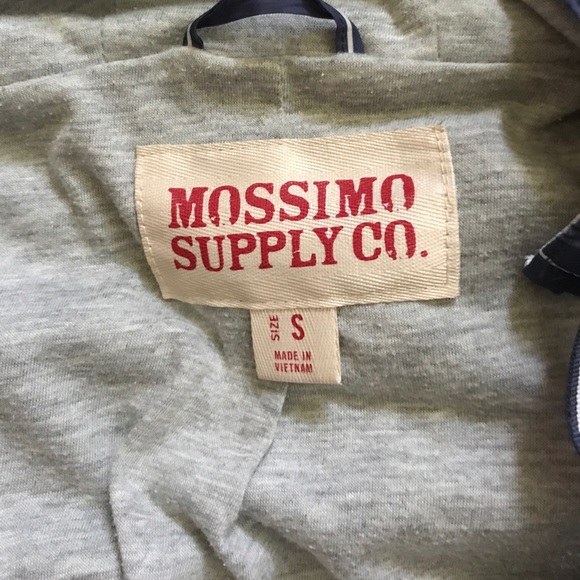 MOSSIMO
SUPPLY CO.
SIZE S
MADE IN
VIETNAM